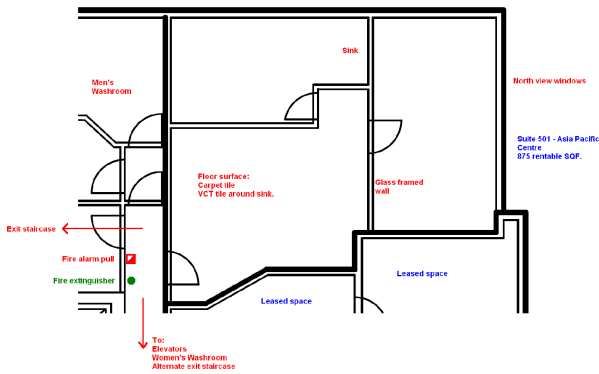 Sink
Men's
Washroom
North view windows
Suite 501 - Asia Pacific
Centre
875 rentable SQF.
Floor surface:
Carpet tile
VCT tile around sink.
Glass framed
wall
Exit staircase
Fire alarm pull
Fire extinguisher
Leased space
Leased space
To:
Elevators
Women's Washroom
Alternate exit staircase